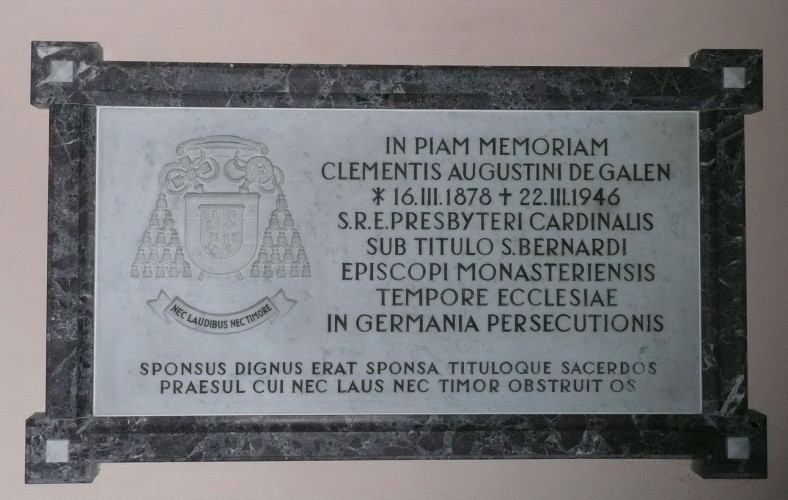 IN PIAM MEMORIAM
CLEMENTIS AUGUSTINI DE GALEN
* 16.III.1878 ✝ 22.III.1946
S.R.E.PRESBYTERI CARDINALIS
SUB TITULO S.BERNARDI
EPISCOPI MONASTERIENSIS
TEMPORE ECCLESIAE
IN GERMANIA PERSECUTIONIS
NEC LAUDIBUS NEC TIMORE
SPONSUS DIGNUS ERAT SPONSA TITULOQUE SACERDOS
PRAESUL CUI NEC LAUS NEC TIMOR OBSTRUIT OS